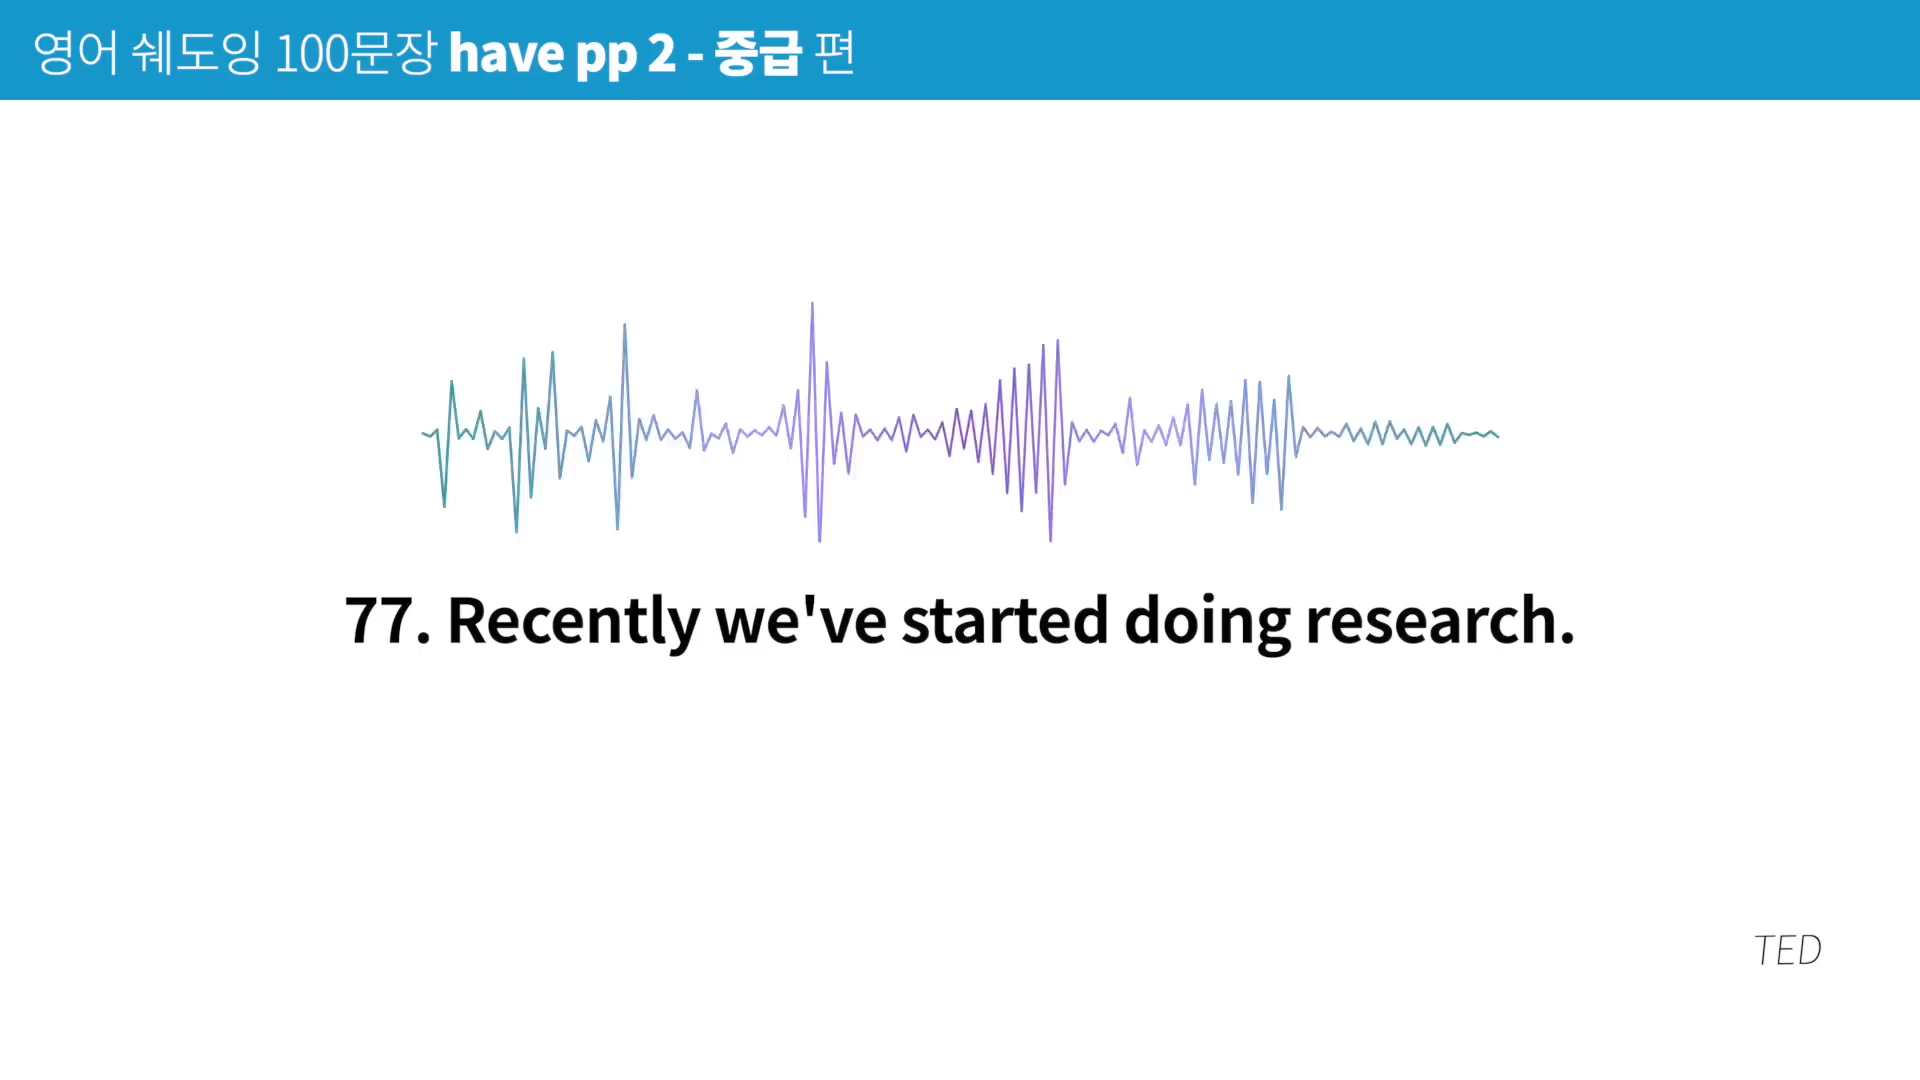 영어 쉐도잉 100문장 have pp 2 - 중급 편
77. Recently we've started doing research.
TED